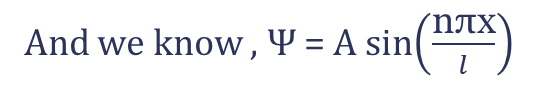 And we know , Ψ = A sin(nπx/l)